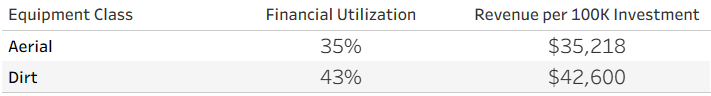 Equipment Class Financial Utilization Revenue per 100K Investment
Aerial 35% $35,218
Dirt 43% $42,600